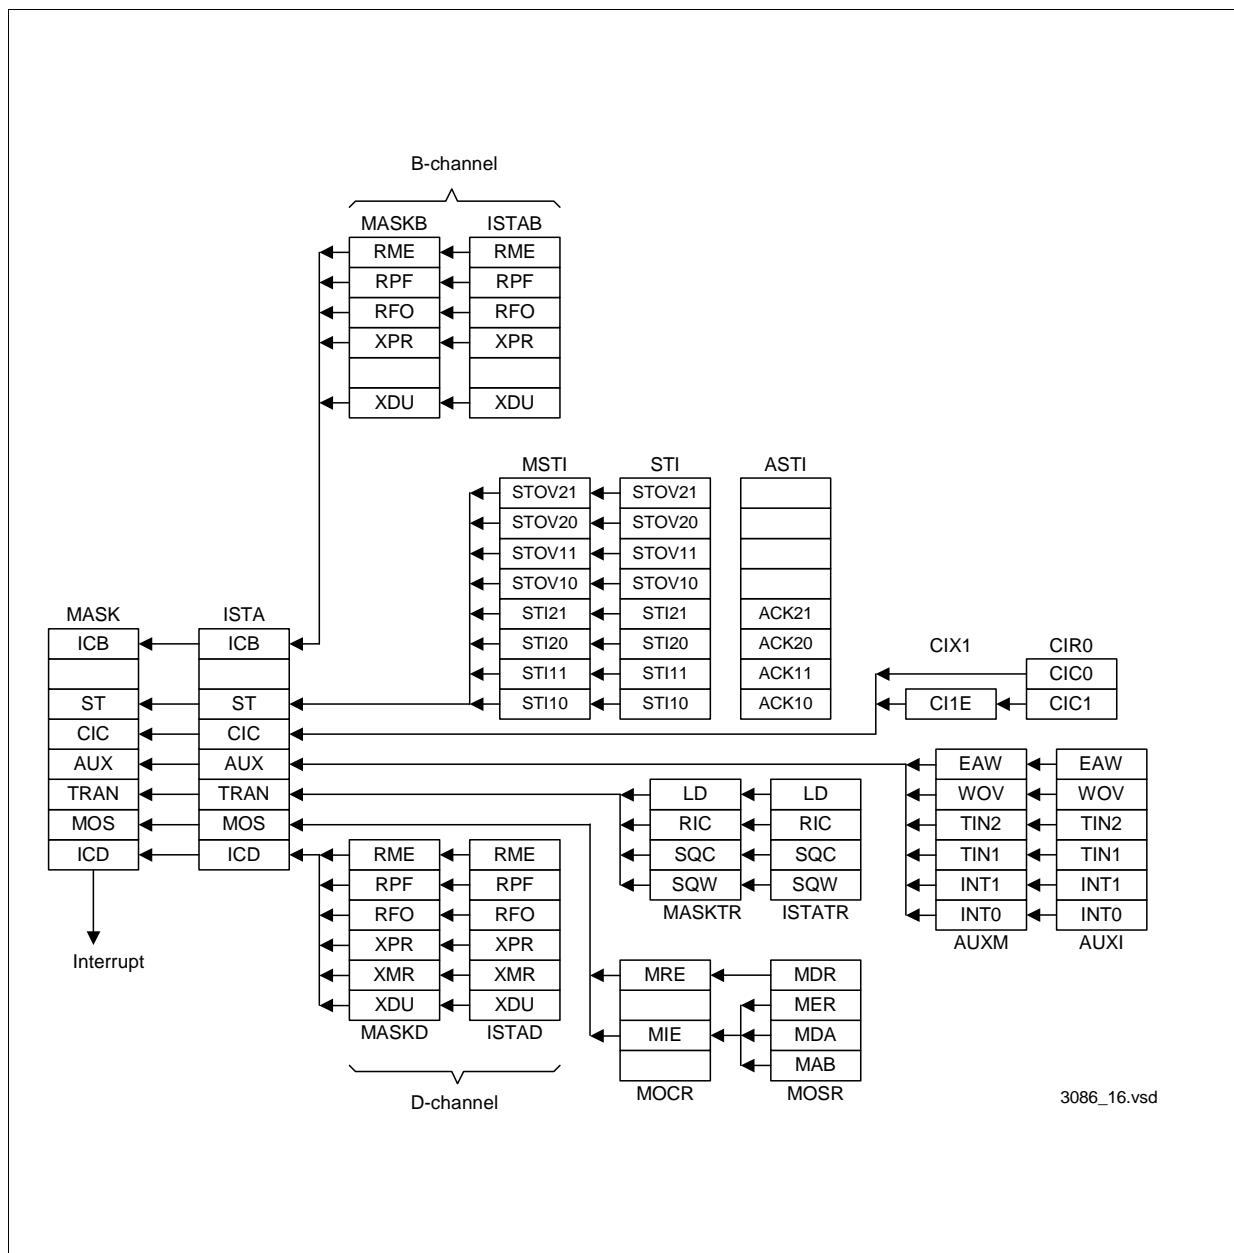 B-channel
MASKB ISTAB
RME RME
RPF RPF
RFO RFO
XPR XPR
XDU XDU
MSTI STI ASTI
STOV21 STOV21
STOV20 STOV20
STOV11 STOV11
STOV10 STOV10
STI21 STI21 ACK21
STI20 STI20 ACK20
STI11 STI11 ACK11
STI10 STI10 ACK10
MASK ISTA
ICB ICB
ST ST
CIC CIC
AUX AUX
TRAN TRAN
MOS MOS
ICD ICD
Interrupt
CIX1 CIR0
CIC0
CI1E CIC1
EAW EAW
WOV WOV
TIN2 TIN2
TIN1 TIN1
INT1 INT1
INT0 INT0
AUXM AUXI
LD LD
RIC RIC
SQC SQC
SQW SQW
MASKTR ISTATR
RME RME
RPF RPF
RFO RFO
XPR XPR
XMR XMR
XDU XDU
MASKD ISTAD
D-channel
MRE MDR
MER
MIE MDA
MAB
MOCR MOSR
3086_16.vsd